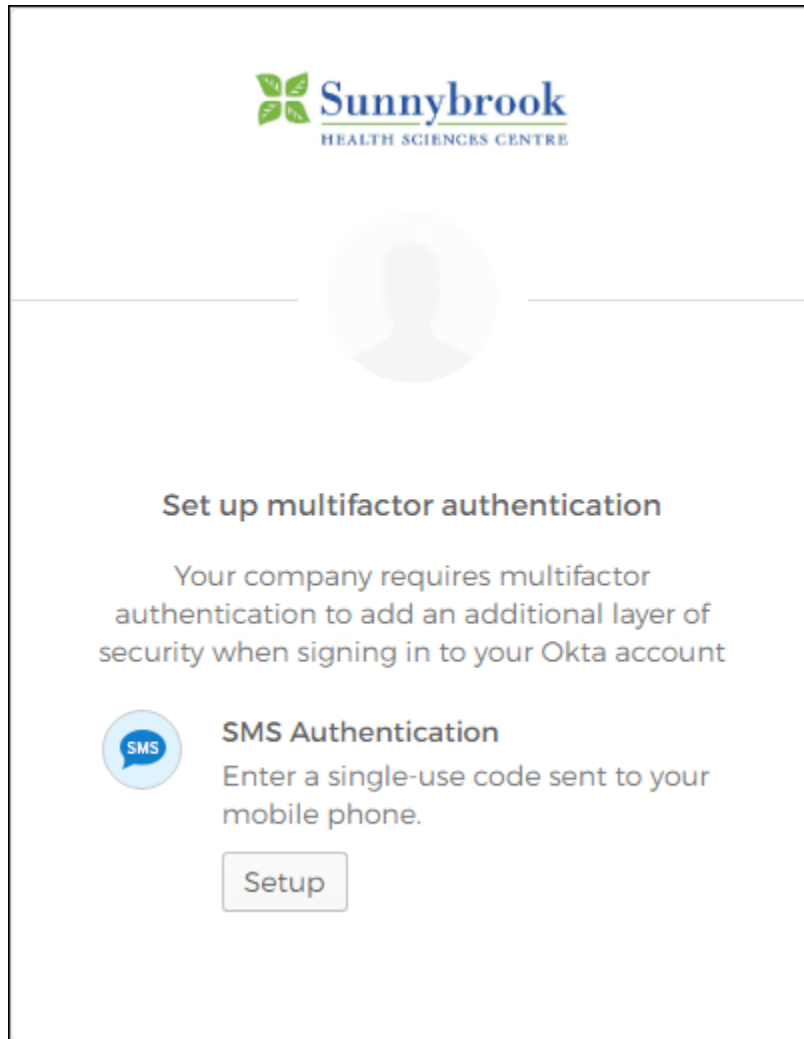 Sunnybrook
HEALTH SCIENCES CENTRE
Set up multifactor authentication
Your company requires multifactor
authentication to add an additional layer of
security when signing in to your Okta account
SMS
SMS Authentication
Enter a single-use code sent to your
mobile phone.
Setup